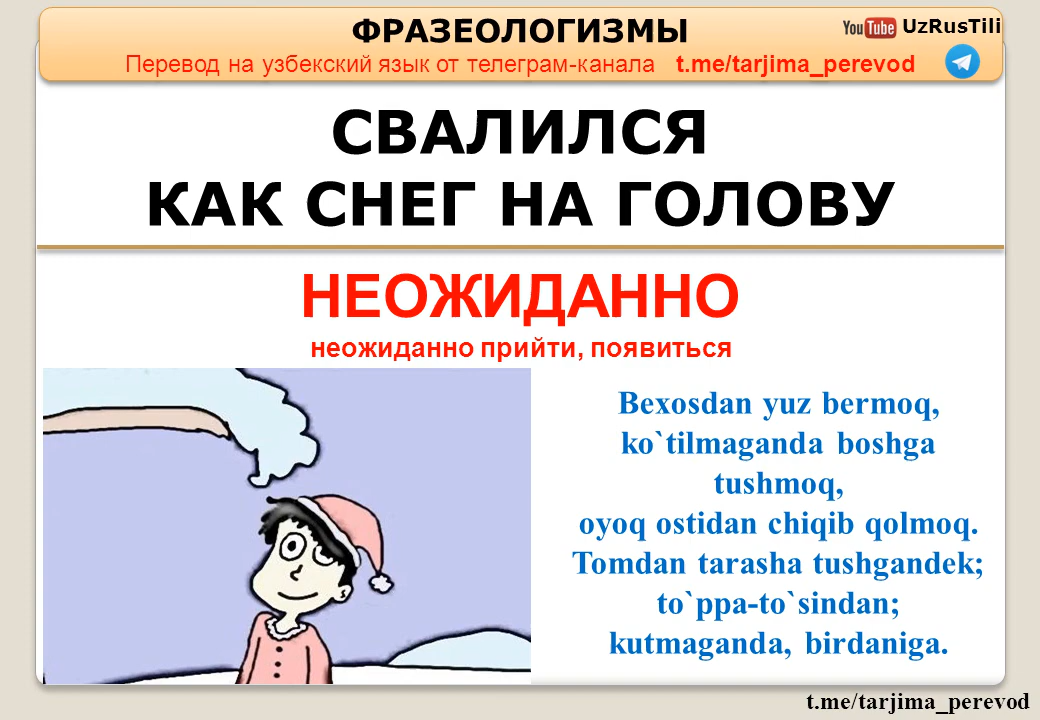 ФРАЗЕОЛОГИЗМЫ
YouTube UzRusTili
Перевод на узбекский язык от телеграм-канала t.me/tarjima_perevod
СВАЛИЛСЯ
КАК СНЕГ НА ГОЛОВУ
НЕОЖИДАННО
неожиданно прийти, появиться
Bexosdan yuz bermoq,
ko`tilmaganda boshga
tushmoq,
oyoq ostidan chiqib qolmoq.
Tomdan tarasha tushgandek;
to`ppa-to`sindan;
kutmaganda, birdaniga.
t.me/tarjima_perevod